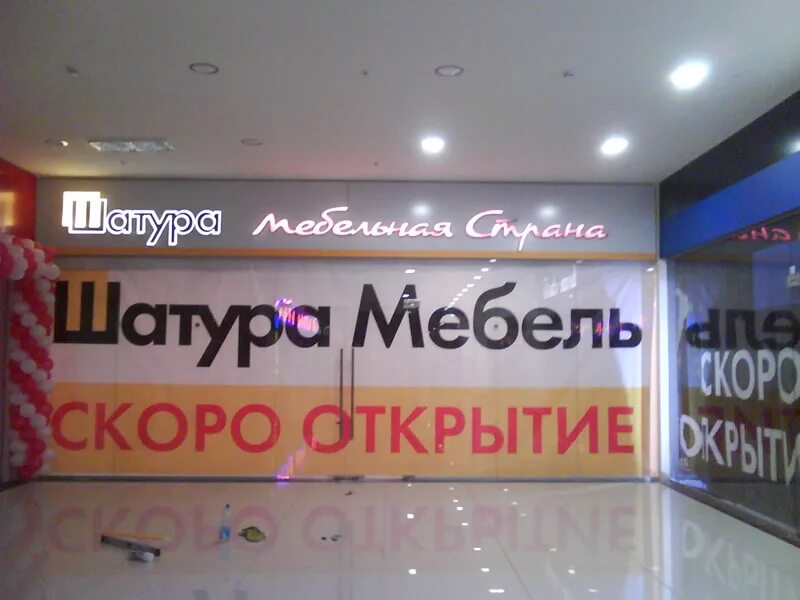 Шатура Мебельная Страна
Шатура Мебель
СКОРО ОТКРЫТИЕ
СКОРО
ОТКРЫТИ